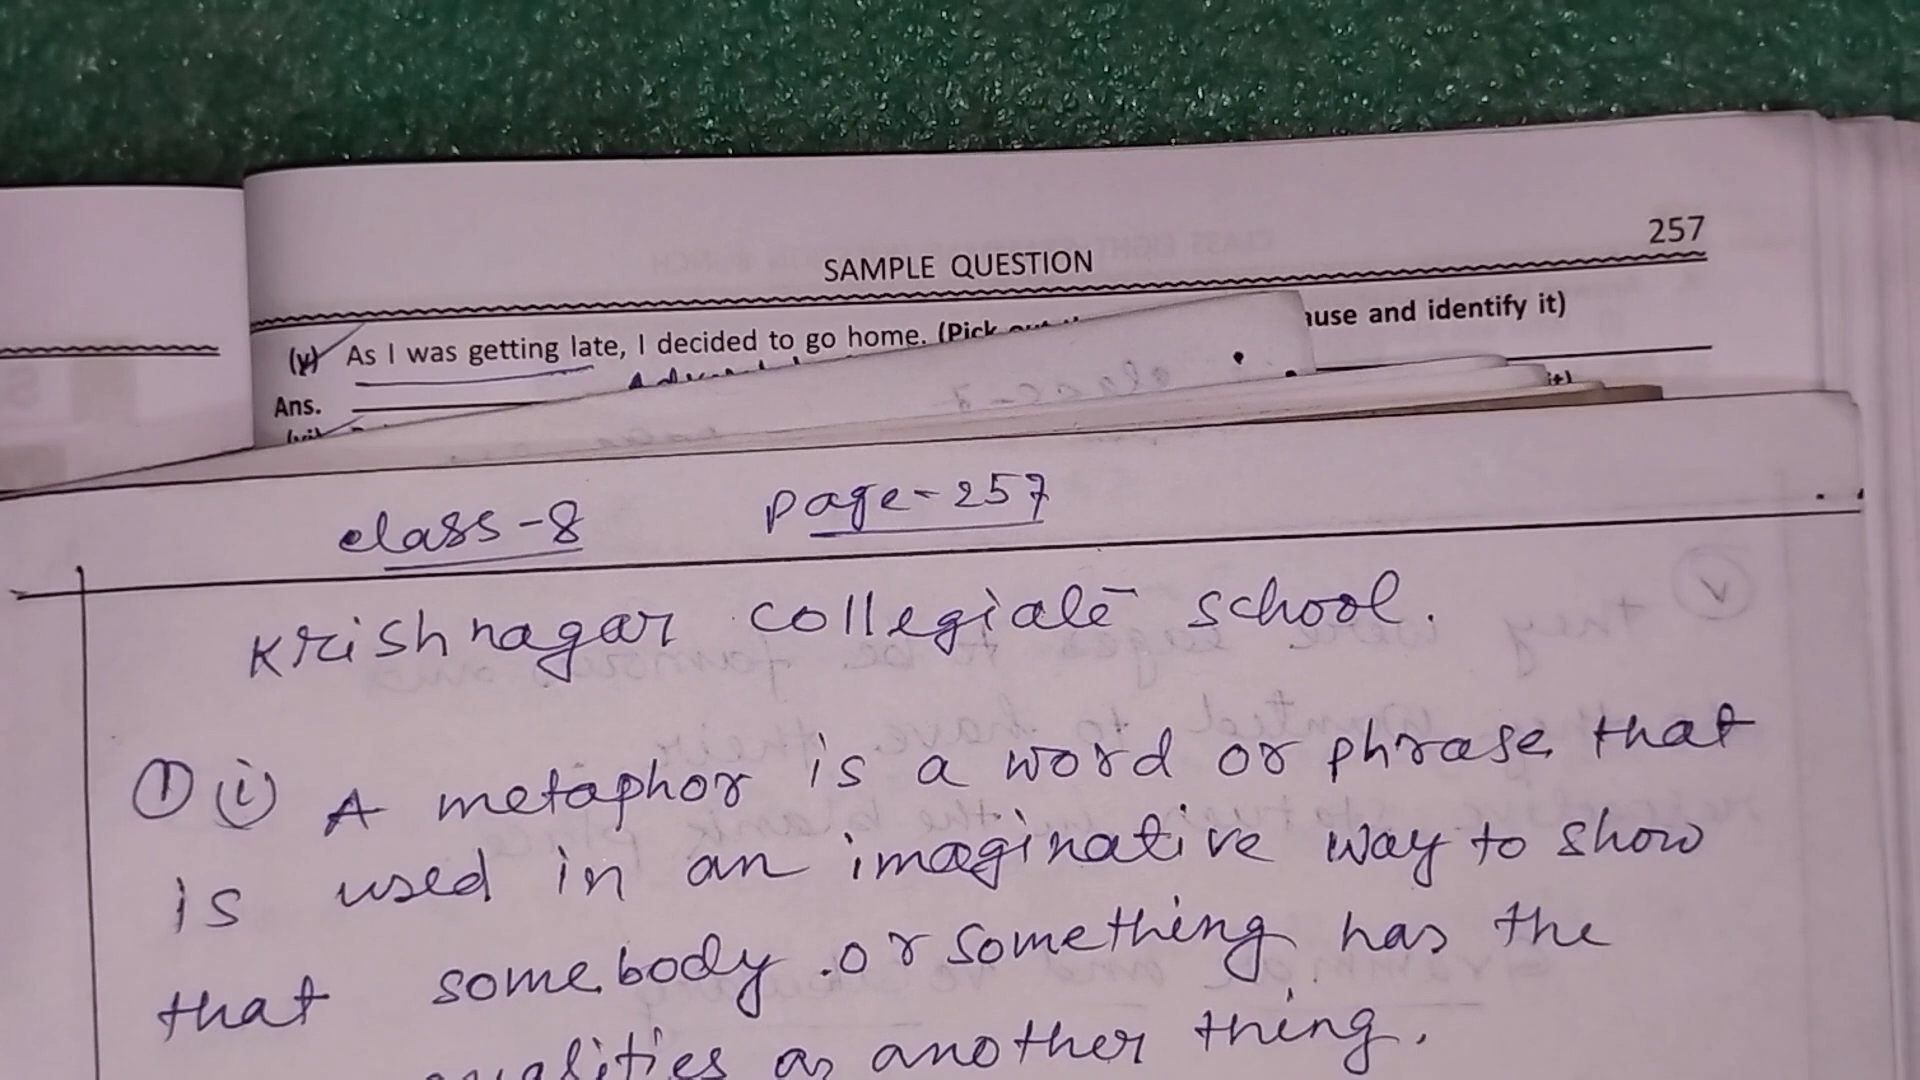 257
SAMPLE QUESTION
(v) As I was getting late, I decided to go home. (Pick out and identify it)
Ans.
class-8 page-257
Krishnagar collegiate school.
① (i) A metaphor is a word or phrase that
is used in an imaginative way to show
that somebody or something has the
qualities as another thing.